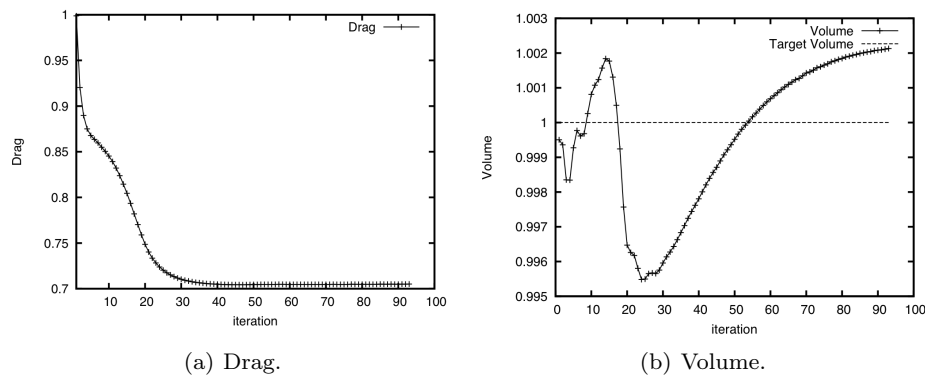 1
0.95
0.9
0.85
0.8
0.75
0.7
Drag
Drag
10 20 30 40 50 60 70 80 90 100
iteration
(a) Drag.
1.003
1.002
1.001
1
0.999
0.998
0.997
0.996
0.995
Volume
Volume
Target Volume
0 10 20 30 40 50 60 70 80 90 100
iteration
(b) Volume.